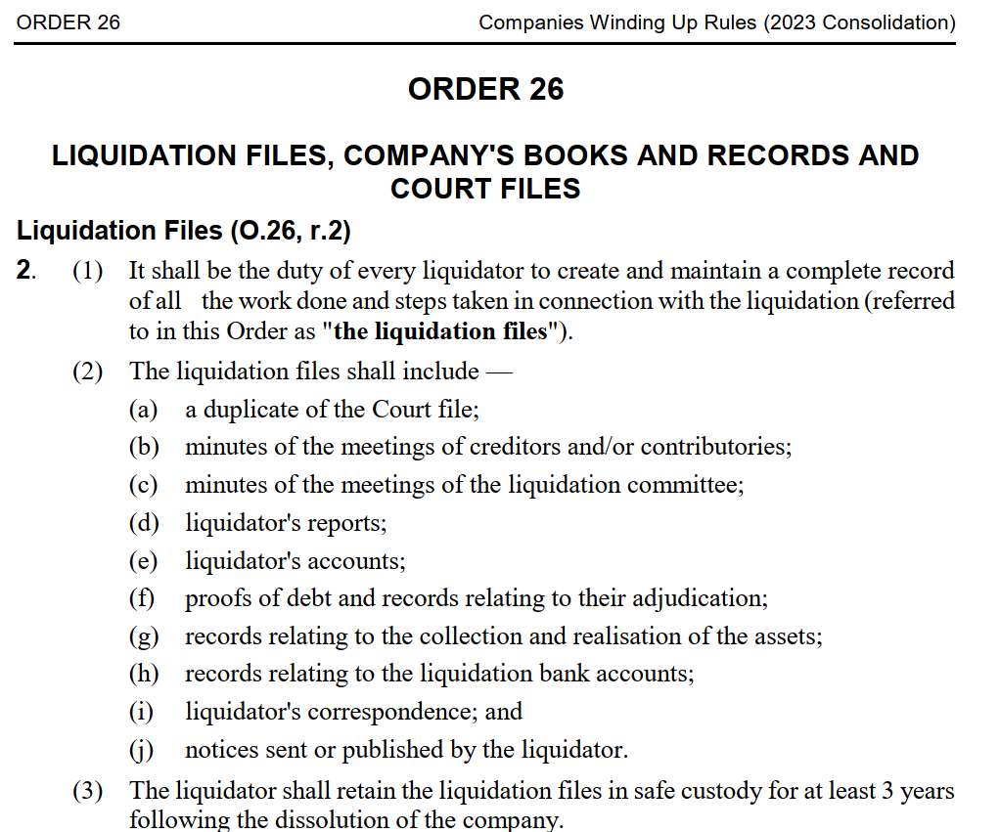 ORDER 26 Companies Winding Up Rules (2023 Consolidation)
ORDER 26
LIQUIDATION FILES, COMPANY'S BOOKS AND RECORDS AND
COURT FILES
Liquidation Files (O.26, r.2)
2. (1) It shall be the duty of every liquidator to create and maintain a complete record
of all the work done and steps taken in connection with the liquidation (referred
to in this Order as "the liquidation files").
(2) The liquidation files shall include —
(a) a duplicate of the Court file;
(b) minutes of the meetings of creditors and/or contributories;
(c) minutes of the meetings of the liquidation committee;
(d) liquidator's reports;
(e) liquidator's accounts;
(f) proofs of debt and records relating to their adjudication;
(g) records relating to the collection and realisation of the assets;
(h) records relating to the liquidation bank accounts;
(i) liquidator's correspondence; and
(j) notices sent or published by the liquidator.
(3) The liquidator shall retain the liquidation files in safe custody for at least 3 years
following the dissolution of the company.